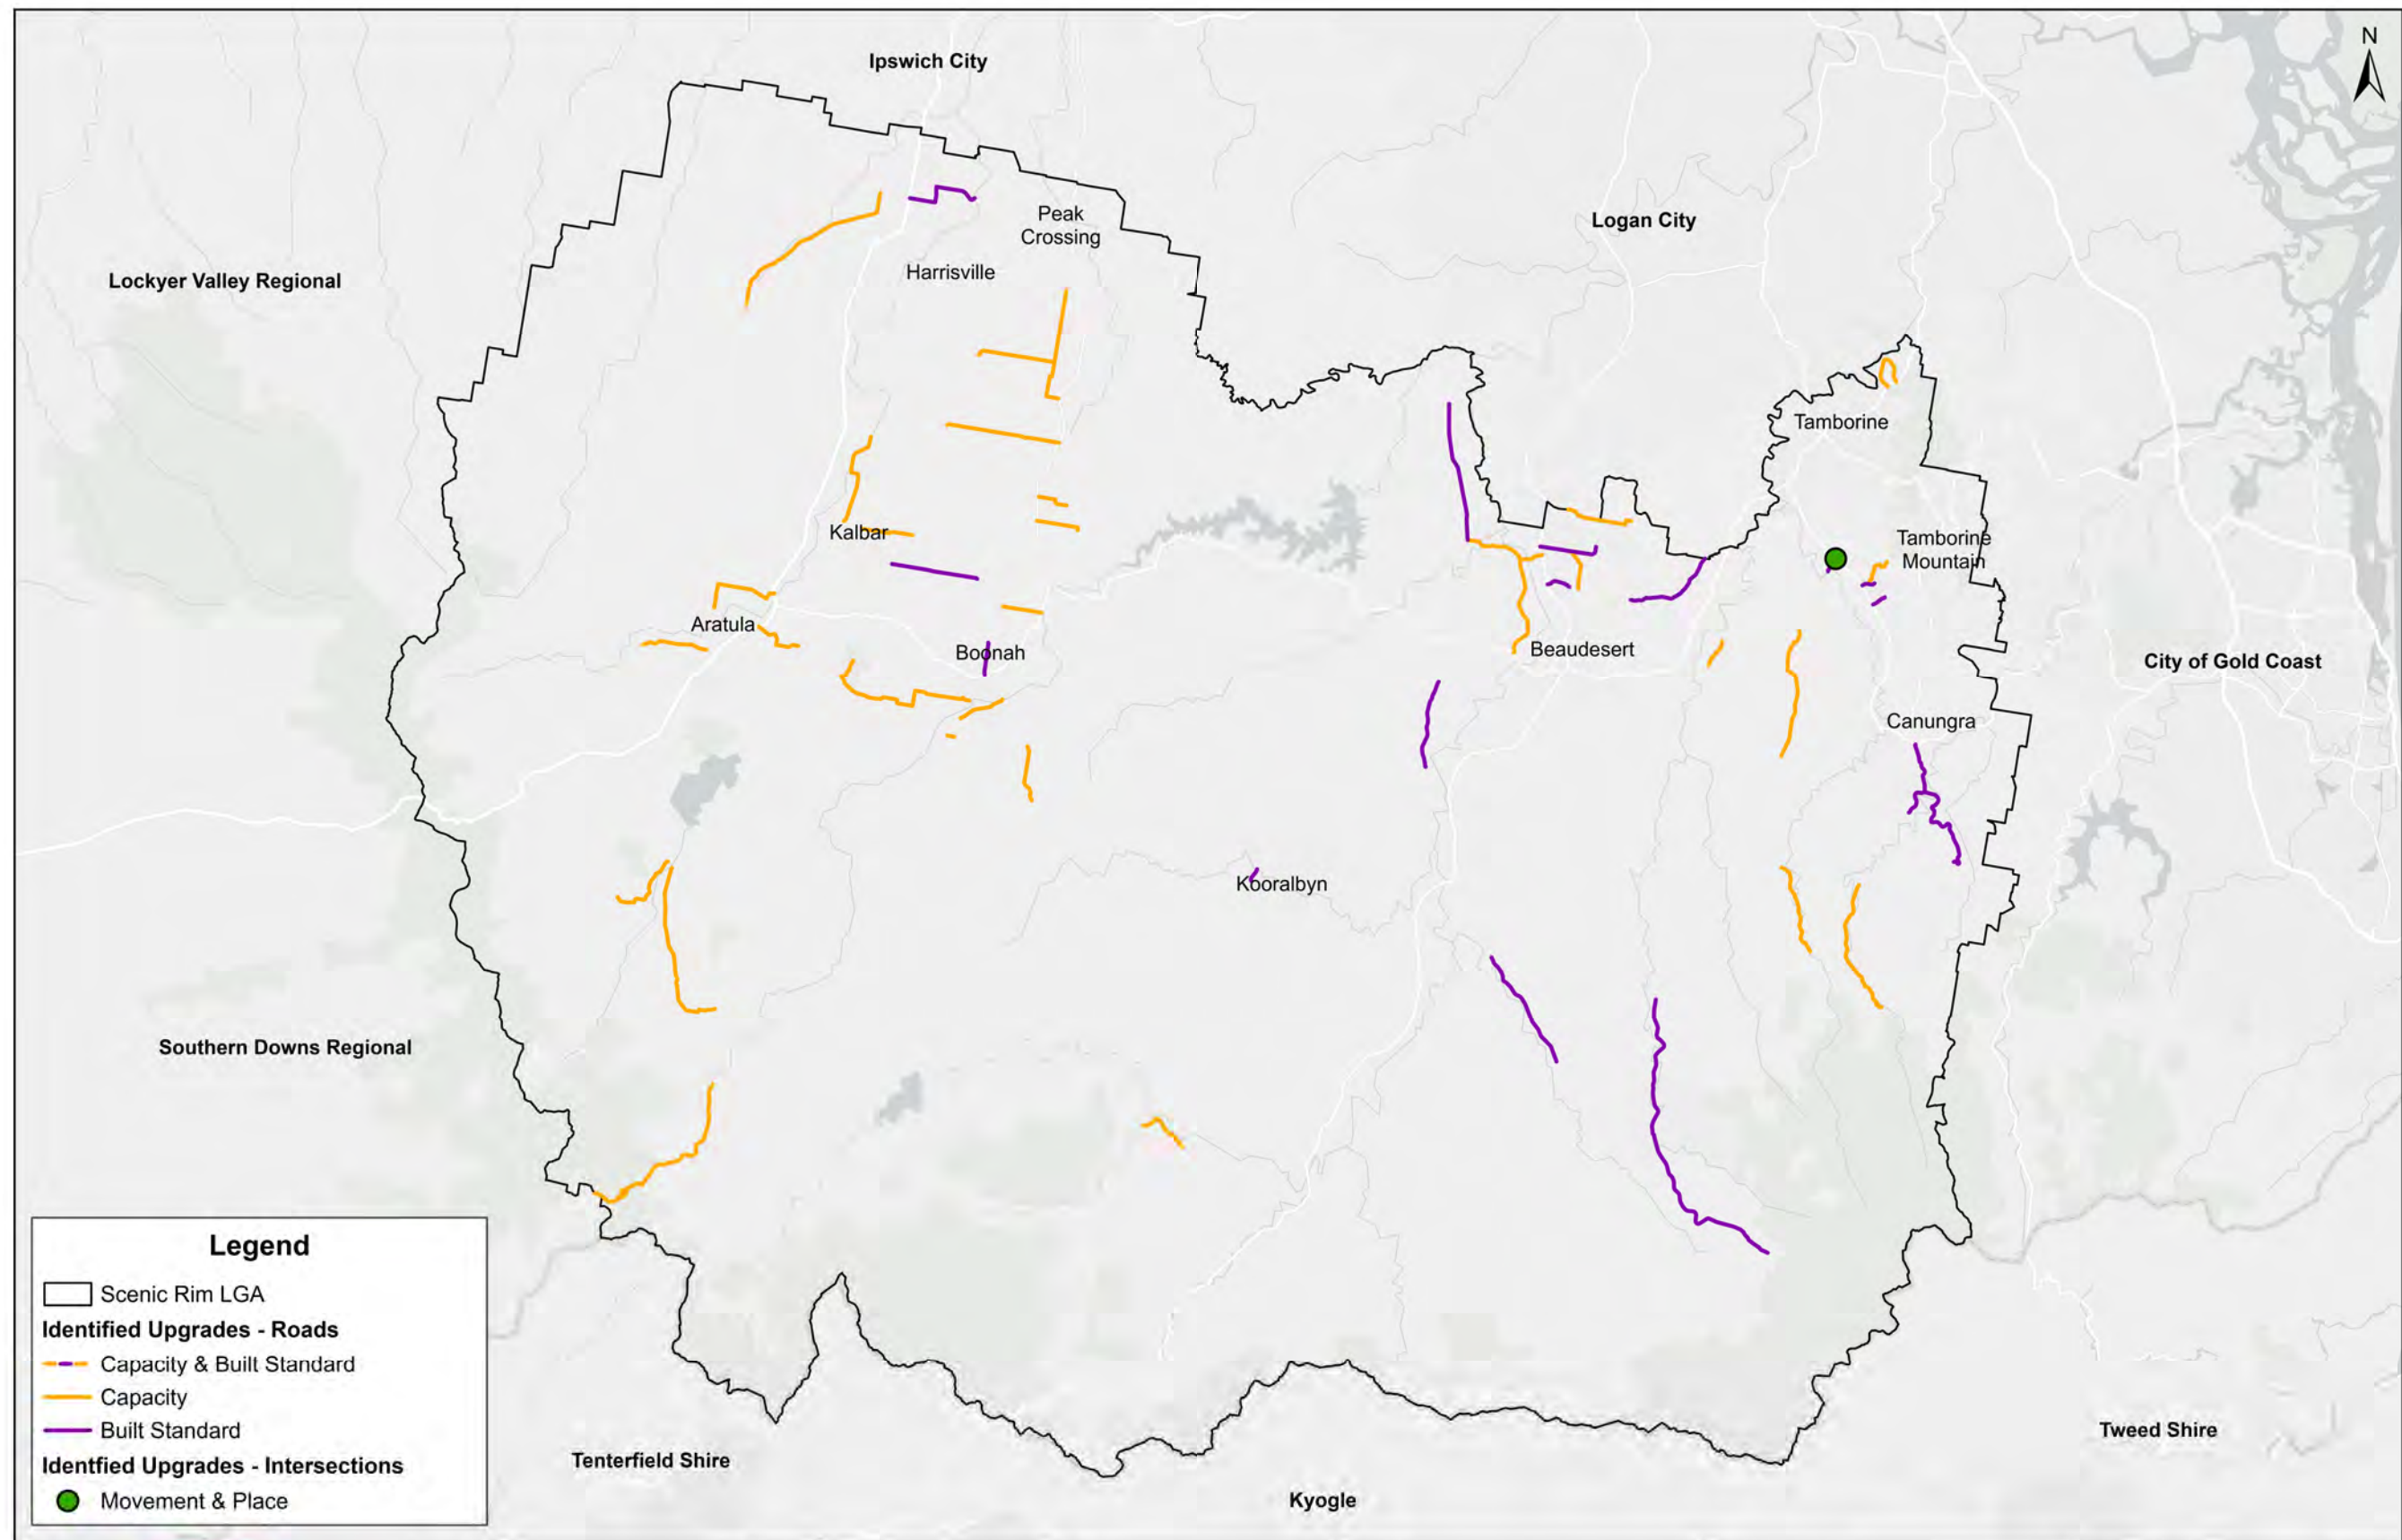 Ipswich City
N
Peak
Crossing
Logan City
Harrisville
Lockyer Valley Regional
Tamborine
Kalbar
Tamborine
Mountain
Aratula
Boonah
Beaudesert
City of Gold Coast
Canungra
Kooralbyn
Southern Downs Regional
Legend
Scenic Rim LGA
Identified Upgrades - Roads
Capacity & Built Standard
Capacity
Built Standard
Identfied Upgrades - Intersections
Movement & Place
Tenterfield Shire
Kyogle
Tweed Shire